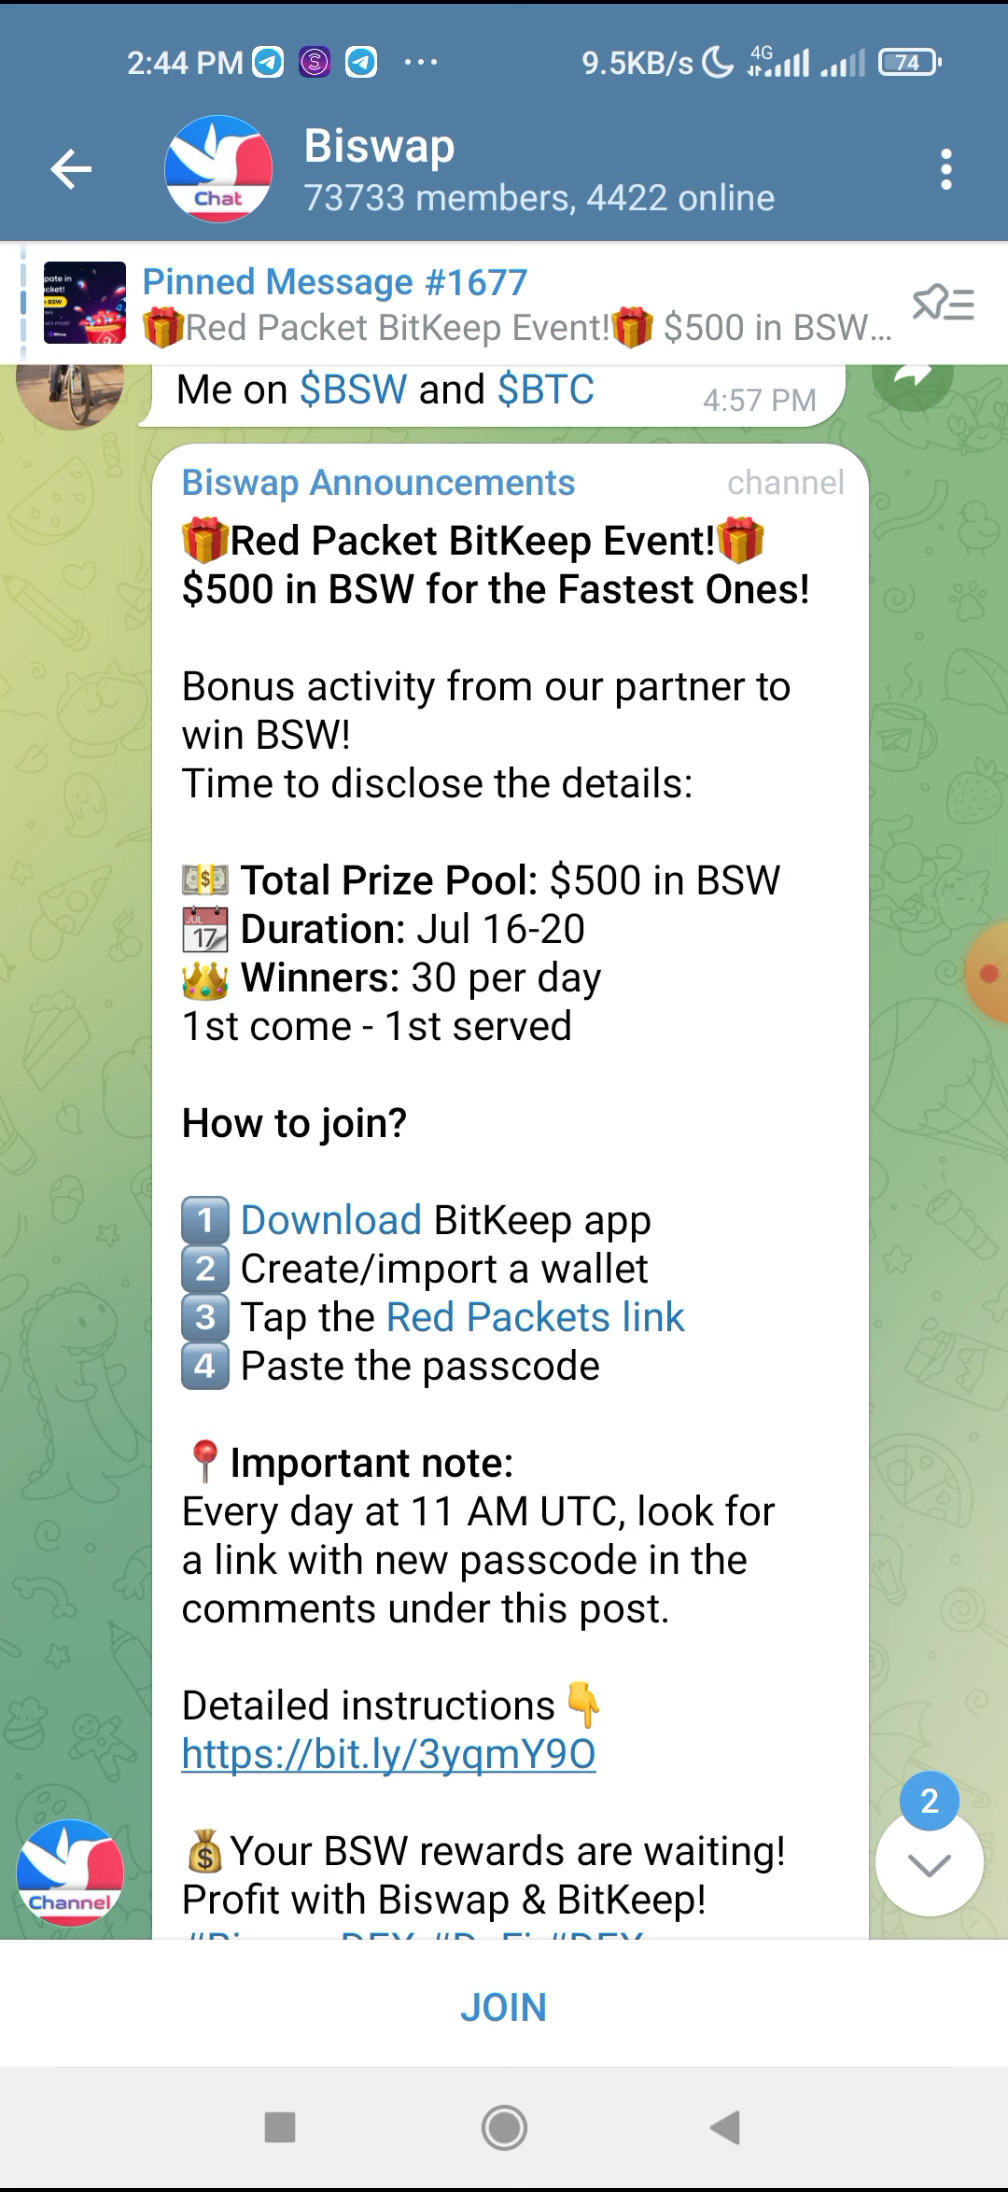 2:44 PM
9.5KB/s 4G 74
Biswap
73733 members, 4422 online
Chat
Pinned Message #1677
🎁Red Packet BitKeep Event!🎁 $500 in BSW...
Me on $BSW and $BTC
4:57 PM
Biswap Announcements channel
🎁Red Packet BitKeep Event!🎁
$500 in BSW for the Fastest Ones!
Bonus activity from our partner to
win BSW!
Time to disclose the details:
💵 Total Prize Pool: $500 in BSW
📆 Duration: Jul 16-20
👑 Winners: 30 per day
1st come - 1st served
How to join?
1️⃣ Download BitKeep app
2️⃣ Create/import a wallet
3️⃣ Tap the Red Packets link
4️⃣ Paste the passcode
📍Important note:
Every day at 11 AM UTC, look for
a link with new passcode in the
comments under this post.
Detailed instructions👇
https://bit.ly/3yqmY9O
2
💰Your BSW rewards are waiting!
Profit with Biswap & BitKeep!
Channel
JOIN